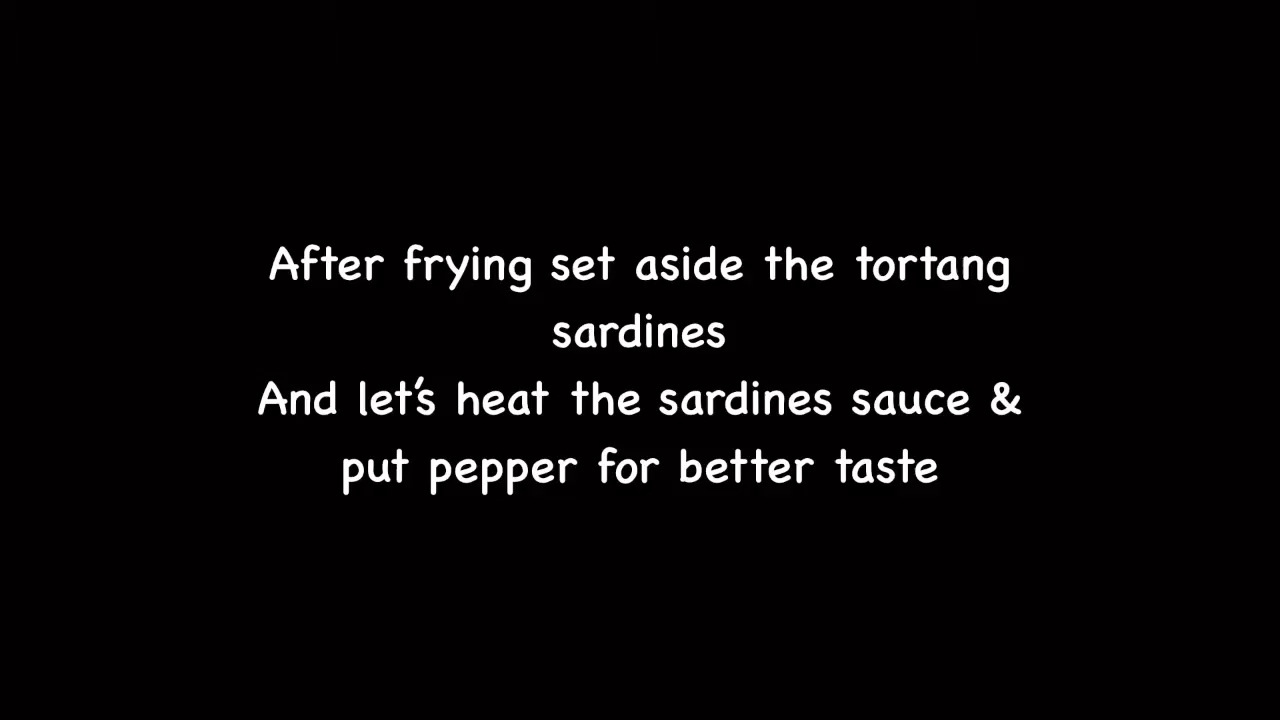 After frying set aside the tortang
sardines
And let's heat the sardines sauce &
put pepper for better taste